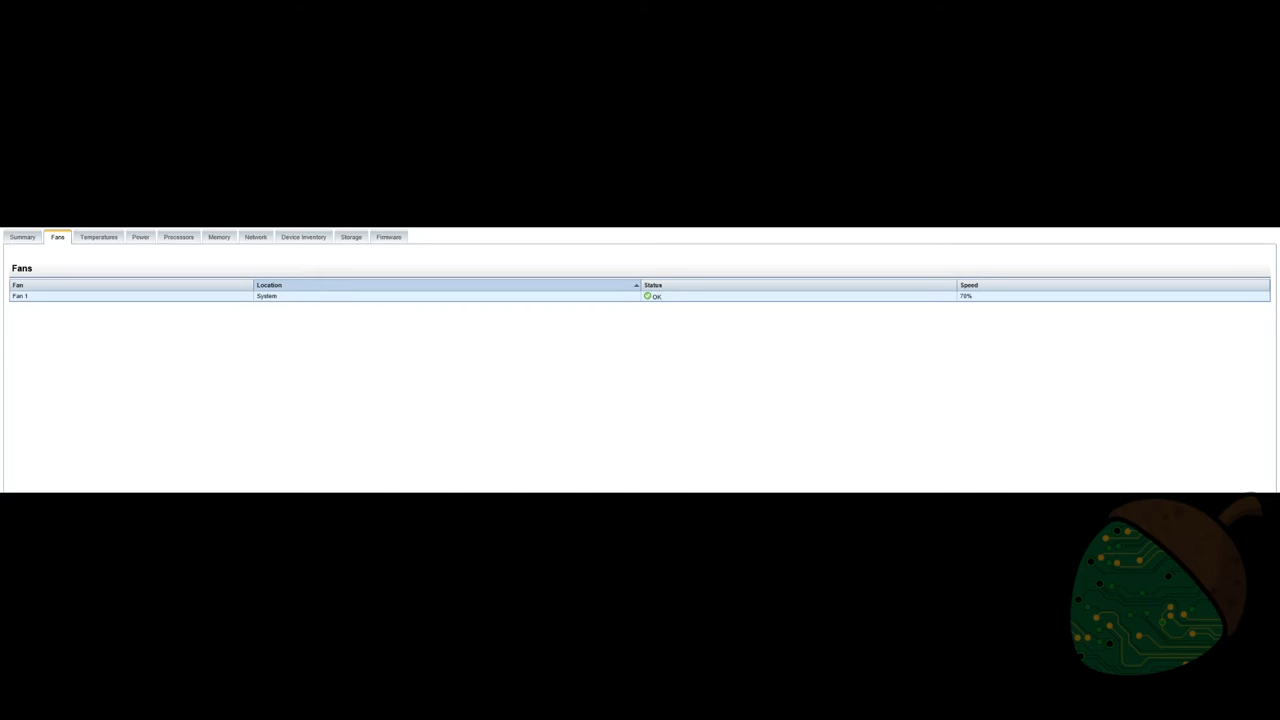 Summary Fans Temperatures Power Processors Memory Network Device Inventory Storage Firmware
Fans
Fan Location Status Speed
Fan 1 System OK 70%